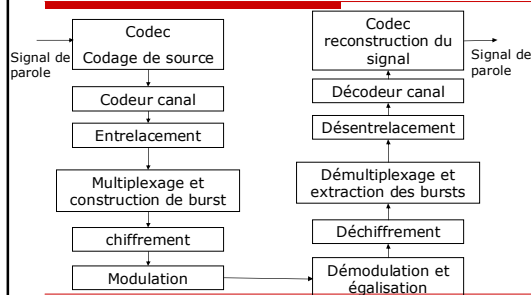 Signal de
parole
Codec
Codage de source
Codeur canal
Entrelacement
Multiplexage et
construction de burst
chiffrement
Modulation
Codec
reconstruction du
signal
Signal de
parole
Décodeur canal
Désentrelacement
Démultiplexage et
extraction des bursts
Déchiffrement
Démodulation et
égalisation